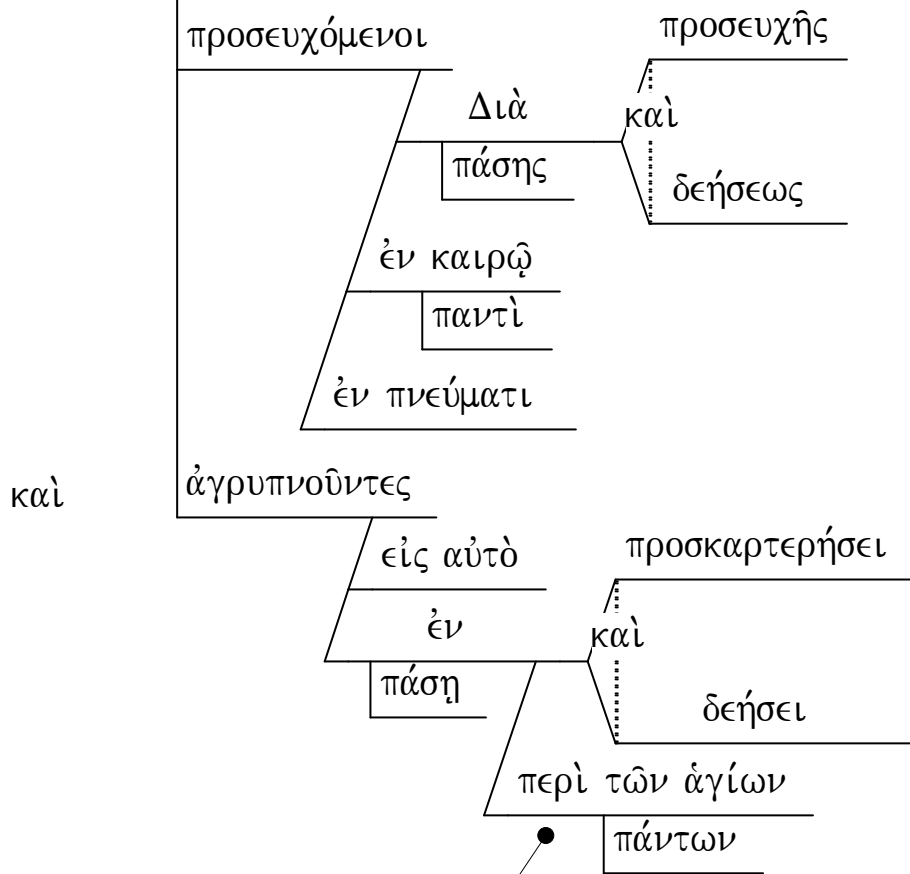 προσευχόμενοι
προσευχῆς
Διὰ
καὶ
πάσης
δεήσεως
ἐν καιρῷ
παντὶ
ἐν πνεύματι
καὶ
ἀγρυπνοῦντες
εἰς αὐτὸ
προσκαρτερήσει
ἐν
καὶ
πάσῃ
δεήσει
περὶ τῶν ἁγίων
πάντων